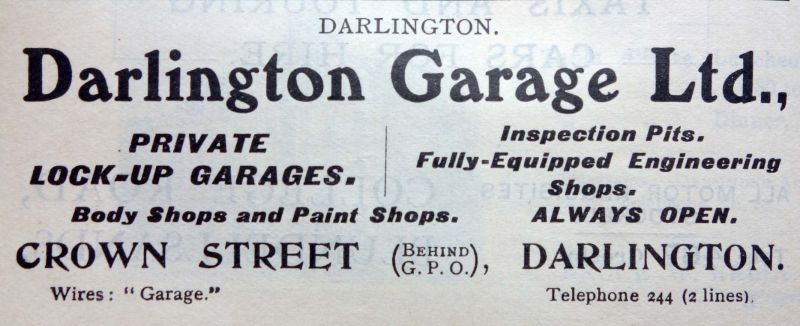 DARLINGTON.
Darlington Garage Ltd.,
PRIVATE
LOCK-UP GARAGES.
Body Shops and Paint Shops.
Inspection Pits.
Fully-Equipped Engineering
Shops.
ALWAYS OPEN.
CROWN STREET (BEHIND G.P.O.), DARLINGTON.
Wires: "Garage."
Telephone 244 (2 lines).